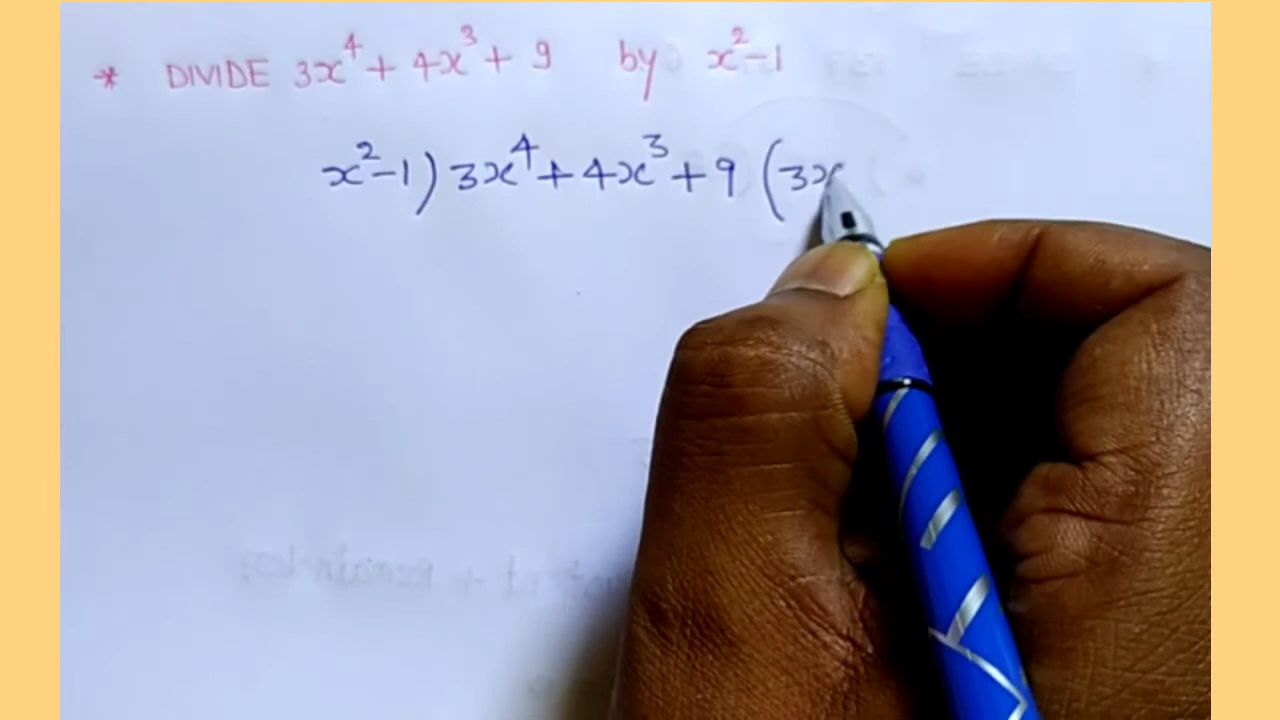 * DIVIDE 3x⁴ + 4x³ + 9 by x²-1
x²-1) 3x⁴ + 4x³ + 9 (3x